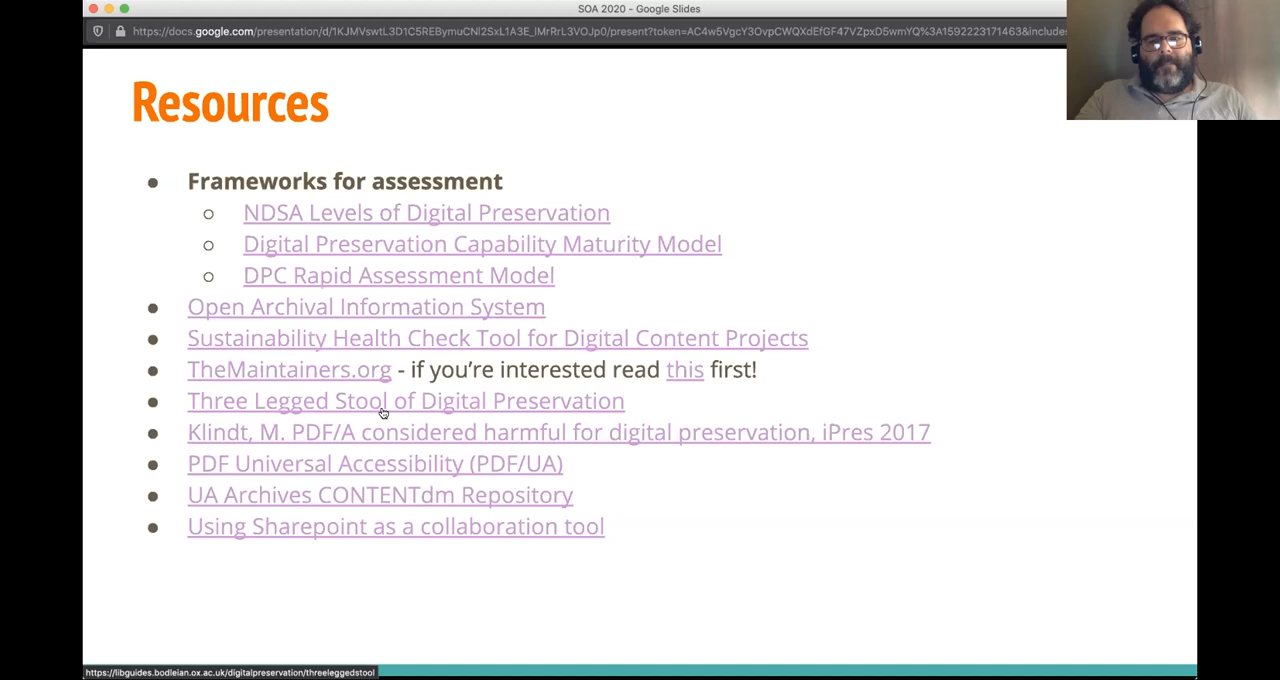 SOA 2020 - Google Slides
https://docs.google.com/presentation/d/1KJMVswtL3D1C5REBymuCNI2SxL1A3E_lMrRrL3VOJp0/present?token=AC4w5VgcY3OvpCWQXdEfGF47VZpxD5wmYQ%3A1592223171463&includes
Resources
● Frameworks for assessment
○ NDSA Levels of Digital Preservation
○ Digital Preservation Capability Maturity Model
○ DPC Rapid Assessment Model
● Open Archival Information System
● Sustainability Health Check Tool for Digital Content Projects
● TheMaintainers.org - if you’re interested read this first!
● Three Legged Stool of Digital Preservation
● Klindt, M. PDF/A considered harmful for digital preservation, iPres 2017
● PDF Universal Accessibility (PDF/UA)
● UA Archives CONTENTdm Repository
● Using Sharepoint as a collaboration tool
https://libguides.bodleian.ox.ac.uk/digitalpreservation/threeleggedstool